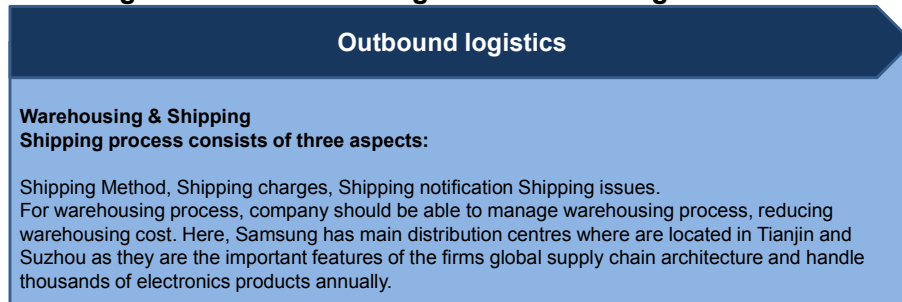 Outbound logistics
Warehousing & Shipping
Shipping process consists of three aspects:
Shipping Method, Shipping charges, Shipping notification Shipping issues.
For warehousing process, company should be able to manage warehousing process, reducing
warehousing cost. Here, Samsung has main distribution centres where are located in Tianjin and
Suzhou as they are the important features of the firms global supply chain architecture and handle
thousands of electronics products annually.